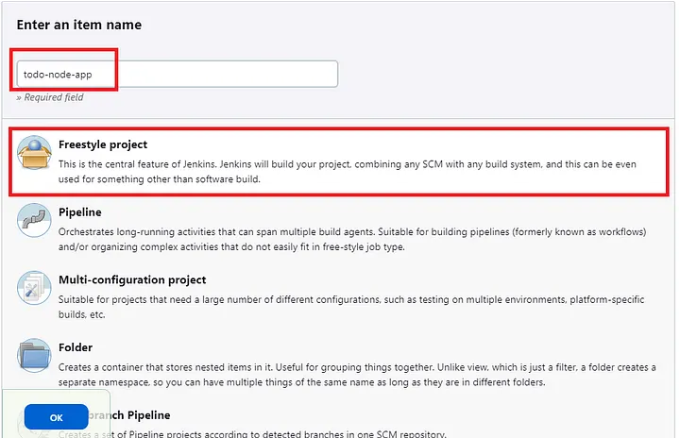 Enter an item name
todo-node-app
» Required field
Freestyle project
This is the central feature of Jenkins. Jenkins will build your project, combining any SCM with any build system, and this can be even
used for something other than software build.
Pipeline
Orchestrates long-running activities that can span multiple build agents. Suitable for building pipelines (formerly known as workflows)
and/or organizing complex activities that do not easily fit in free-style job type.
Multi-configuration project
Suitable for projects that need a large number of different configurations, such as testing on multiple environments, platform-specific
builds, etc.
Folder
Creates a container that stores nested items in it. Useful for grouping things together. Unlike view, which is just a filter, a folder creates a
separate namespace, so you can have multiple things of the same name as long as they are in different folders.
OK
branch Pipeline
Creates a set of Pipeline projects according to detected branches in one SCM repository.